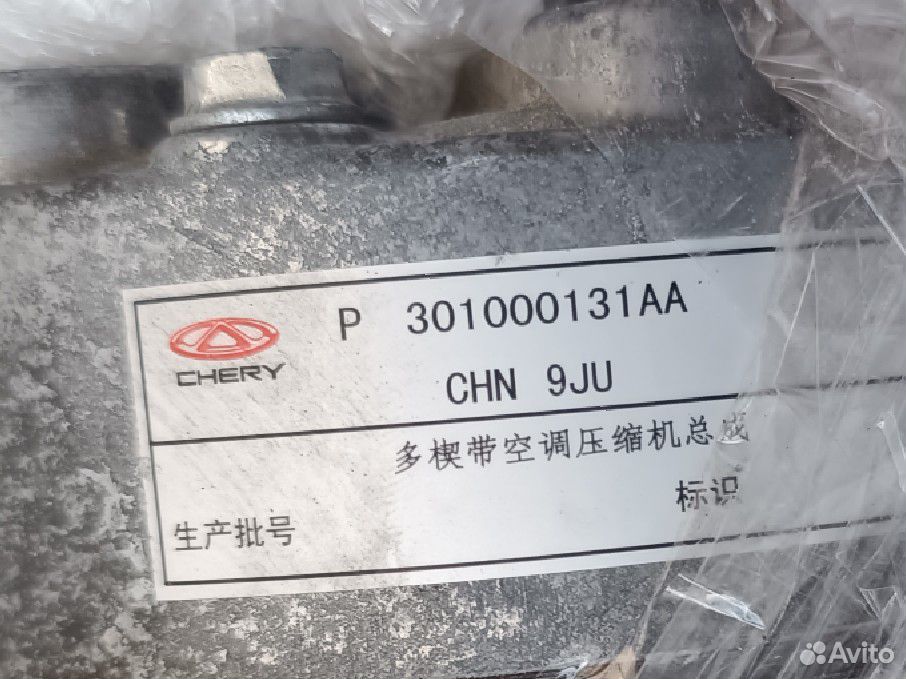 P 301000131AA
CHERY
CHN 9JU
多楔带空调压缩机总成
标识
生产批号
Avito